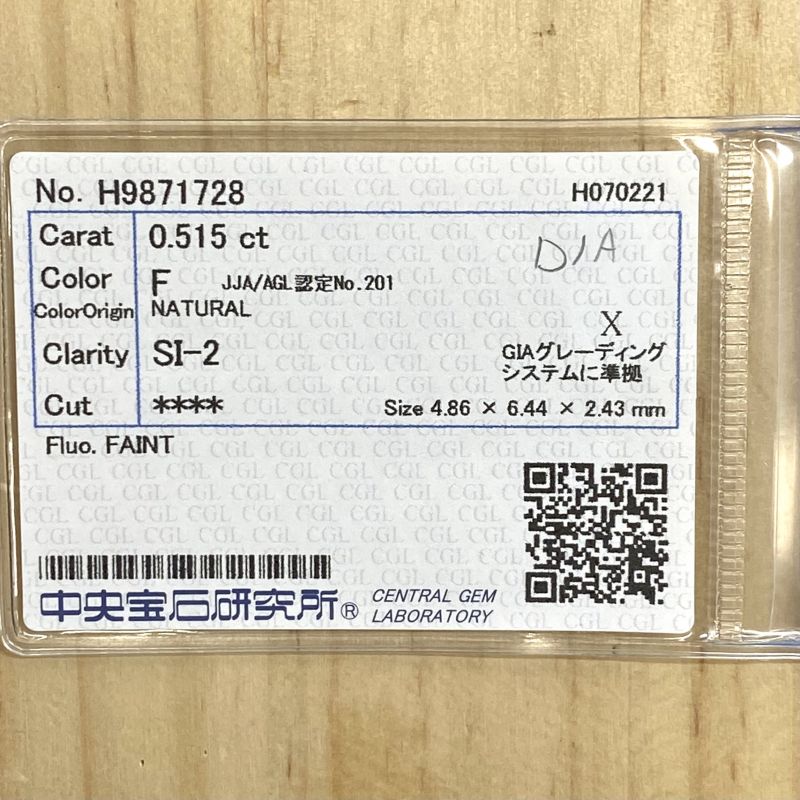 No. H9871728 H070221
Carat 0.515 ct DIA
Color F JJA/AGL認定No.201
ColorOrigin NATURAL
X
Clarity SI-2 GIAグレーディング
システムに準拠
Cut **** Size 4.86 × 6.44 × 2.43 mm
Fluo. FAINT
中央宝石研究所® CENTRAL GEM
LABORATORY